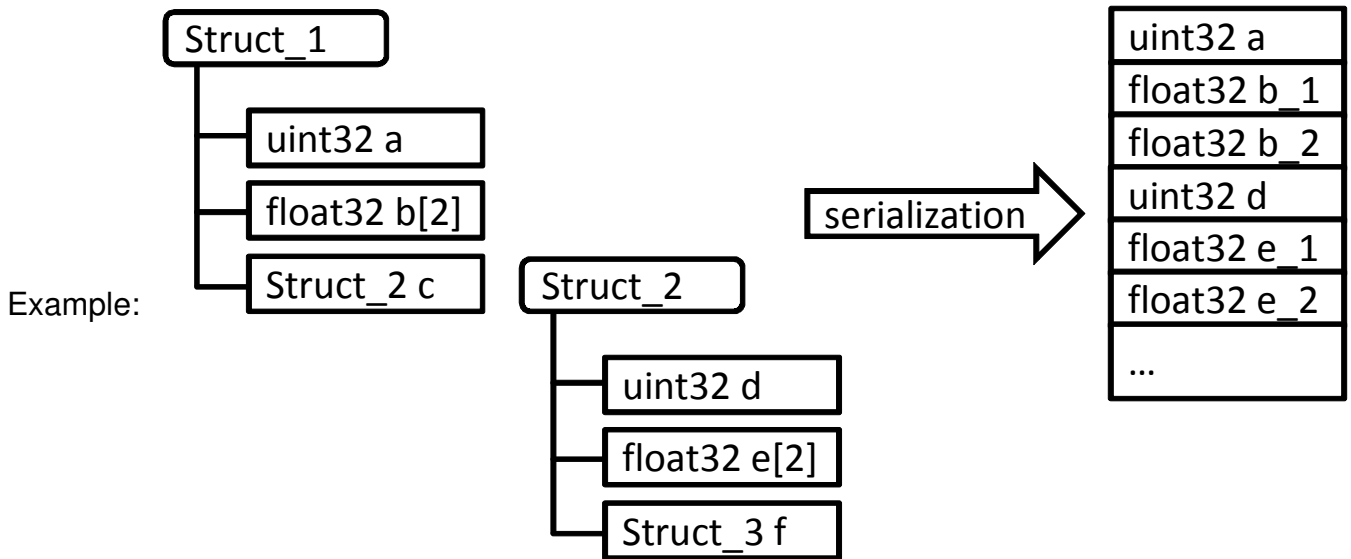 Struct_1
uint32 a
float32 b[2]
Struct_2 c
Example:
Struct_2
uint32 d
float32 e[2]
Struct_3 f
serialization
uint32 a
float32 b_1
float32 b_2
uint32 d
float32 e_1
float32 e_2
...